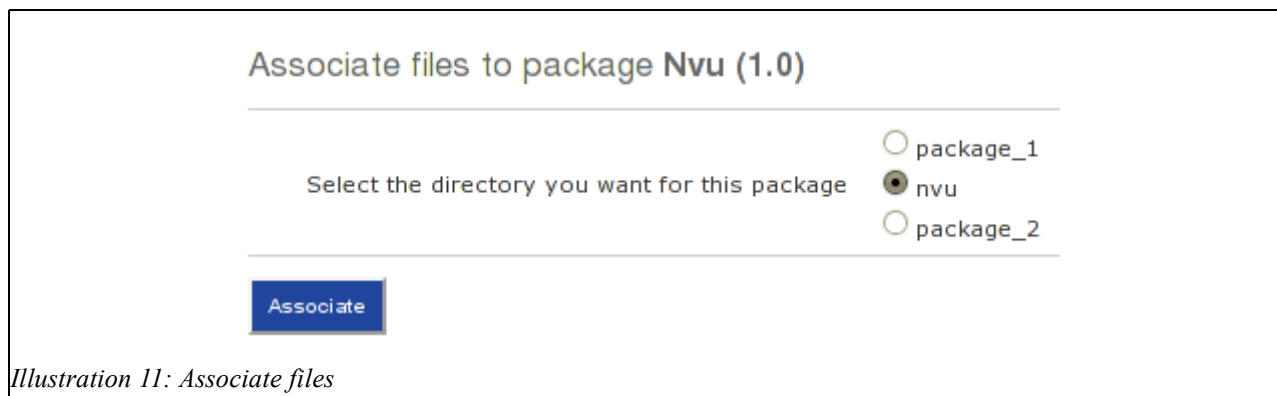 Associate files to package Nvu (1.0)
package_1
Select the directory you want for this package nvu
package_2
Associate
Illustration 11: Associate files